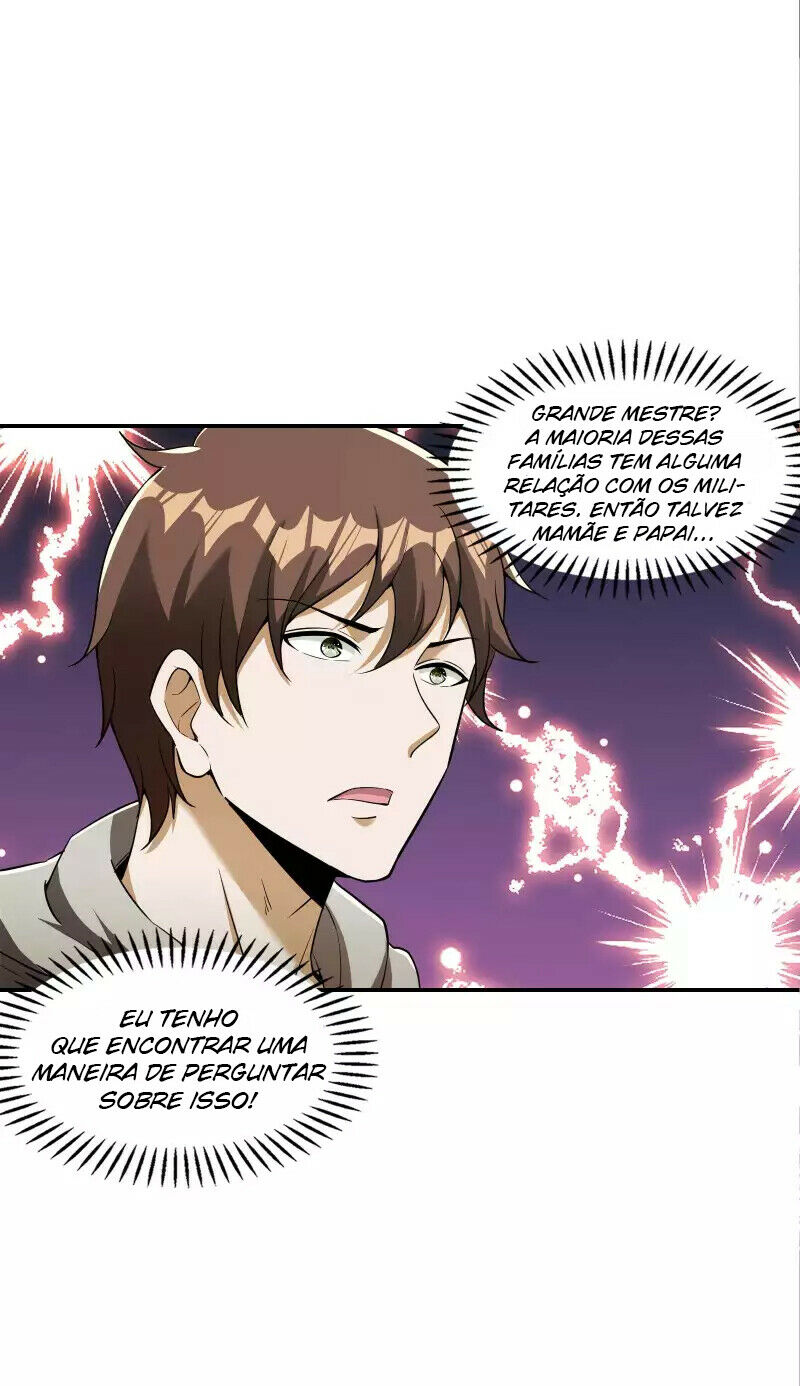 GRANDE MESTRE?
A MAIORIA DESSAS
FAMÍLIAS TEM ALGUMA
RELAÇÃO COM OS MILI-
TARES. ENTÃO TALVEZ
MAMÃE E PAPAI...
EU TENHO
QUE ENCONTRAR UMA
MANEIRA DE PERGUNTAR
SOBRE ISSO!